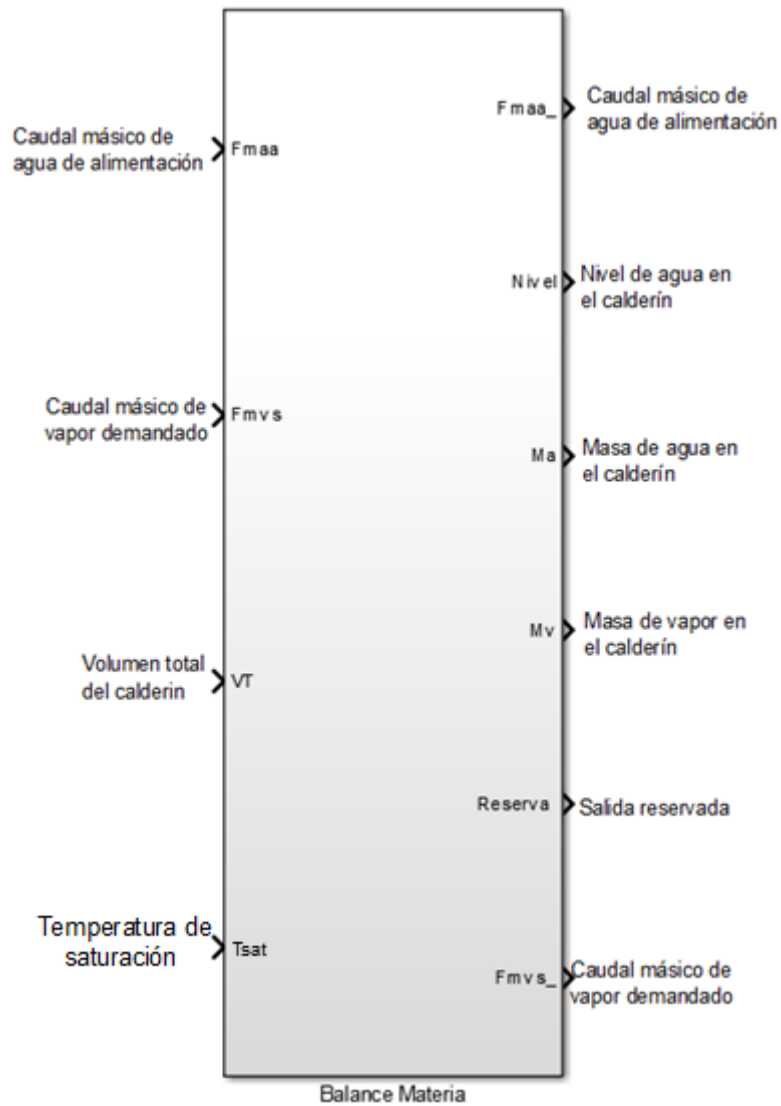 Fmaa_
Caudal másico de
agua de alimentación
Caudal másico de
agua de alimentación
Fmaa
Nivel
Nivel de agua en
el calderín
Caudal másico de
vapor demandado
Fmvs
Ma
Masa de agua en
el calderín
Mv
Masa de vapor en
el calderín
Volumen total
del calderin
VT
Reserva
Salida reservada
Temperatura de
saturación
Tsat
Fmvs_
Caudal másico de
vapor demandado
Balance Materia